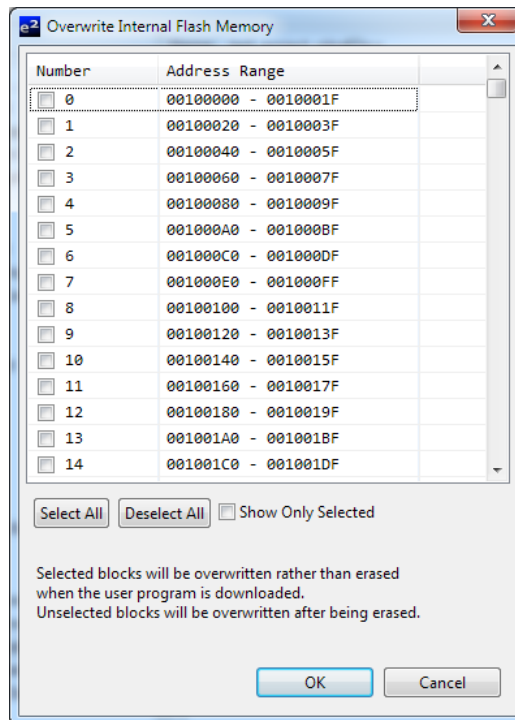 e² Overwrite Internal Flash Memory
Number Address Range
0 00100000 - 0010001F
1 00100020 - 0010003F
2 00100040 - 0010005F
3 00100060 - 0010007F
4 00100080 - 0010009F
5 001000A0 - 001000BF
6 001000C0 - 001000DF
7 001000E0 - 001000FF
8 00100100 - 0010011F
9 00100120 - 0010013F
10 00100140 - 0010015F
11 00100160 - 0010017F
12 00100180 - 0010019F
13 001001A0 - 001001BF
14 001001C0 - 001001DF
Select All Deselect All Show Only Selected
Selected blocks will be overwritten rather than erased
when the user program is downloaded.
Unselected blocks will be overwritten after being erased.
OK Cancel